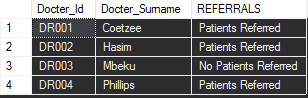 Docter_Id Docter_Surname REFERRALS
1 DR001 Coetzee Patients Referred
2 DR002 Hasim Patients Referred
3 DR003 Mbeku No Patients Referred
4 DR004 Phillips Patients Referred